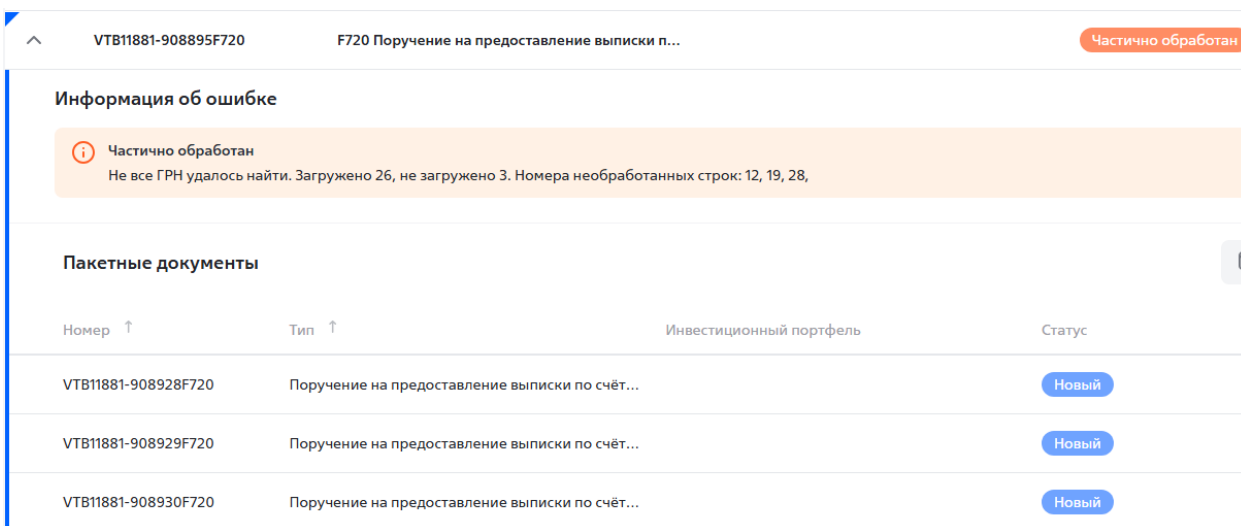 VTB11881-908895F720 F720 Поручение на предоставление выписки п... Частично обработан
Информация об ошибке
Частично обработан
Не все ГРН удалось найти. Загружено 26, не загружено 3. Номера необработанных строк: 12, 19, 28,
Пакетные документы
Номер ↑ Тип ↑ Инвестиционный портфель Статус
VTB11881-908928F720 Поручение на предоставление выписки по счёт... Новый
VTB11881-908929F720 Поручение на предоставление выписки по счёт... Новый
VTB11881-908930F720 Поручение на предоставление выписки по счёт... Новый